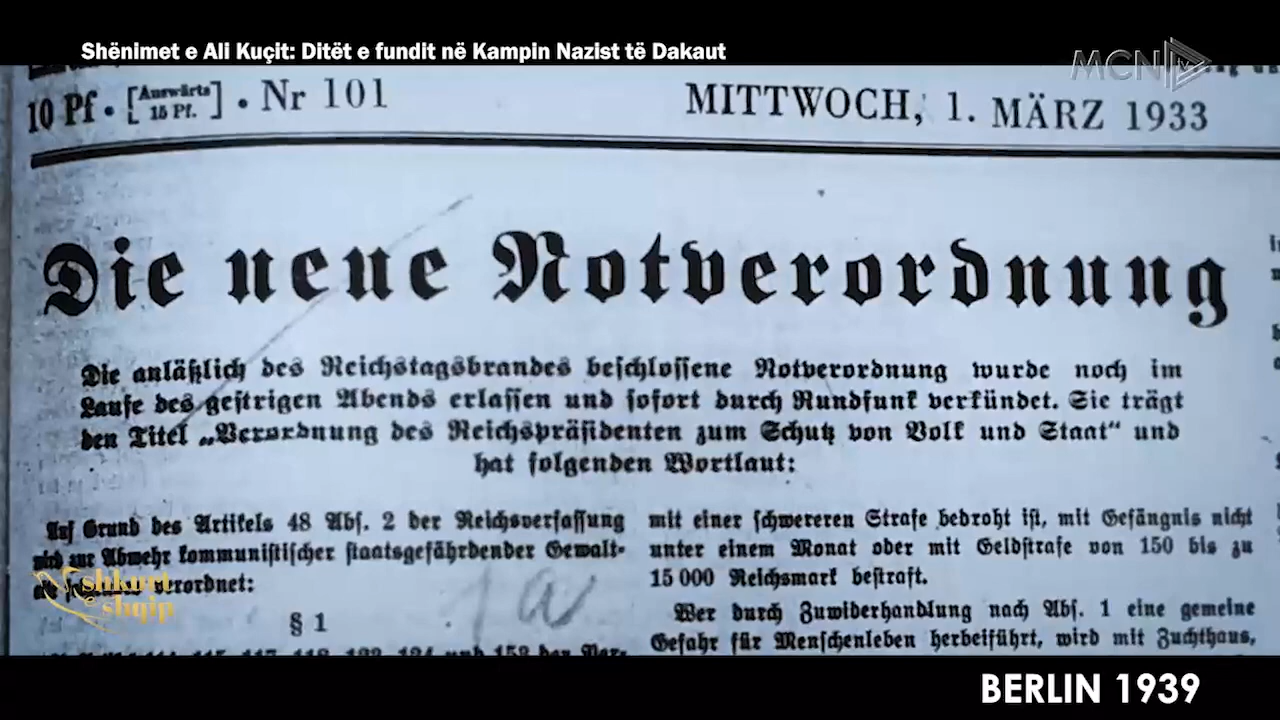 Shënimet e Ali Kuçit: Ditët e fundit në Kampin Nazist të Dakaut
MCN
10 Pf • [Auswärts 15 Pf.] • Nr 101
MITTWOCH, 1. MÄRZ 1933
Die neue Notverordnung
Die anläßlich des Reichstagsbrandes beschlossene Notverordnung wurde noch im
Laufe des gestrigen Abends erlassen und sofort durch Rundfunk verkündet. Sie trägt
den Titel „Verordnung des Reichspräsidenten zum Schutz von Volk und Staat“ und
hat folgenden Wortlaut:
Auf Grund des Artikels 48 Abs. 2 der Reichsverfassung
wird zur Abwehr kommunistischer staatsgefährdender Gewalt-
verordnet:
§ 1
mit einer schwereren Strafe bedroht ist, mit Gefängnis nicht
unter einem Monat oder mit Geldstrafe von 150 bis zu
15 000 Reichsmark bestraft.
Wer durch Zuwiderhandlung nach Abs. 1 eine gemeine
Gefahr für Menschenleben herbeiführt, wird mit Zuchthaus,
shkurt
e
shqip
BERLIN 1939